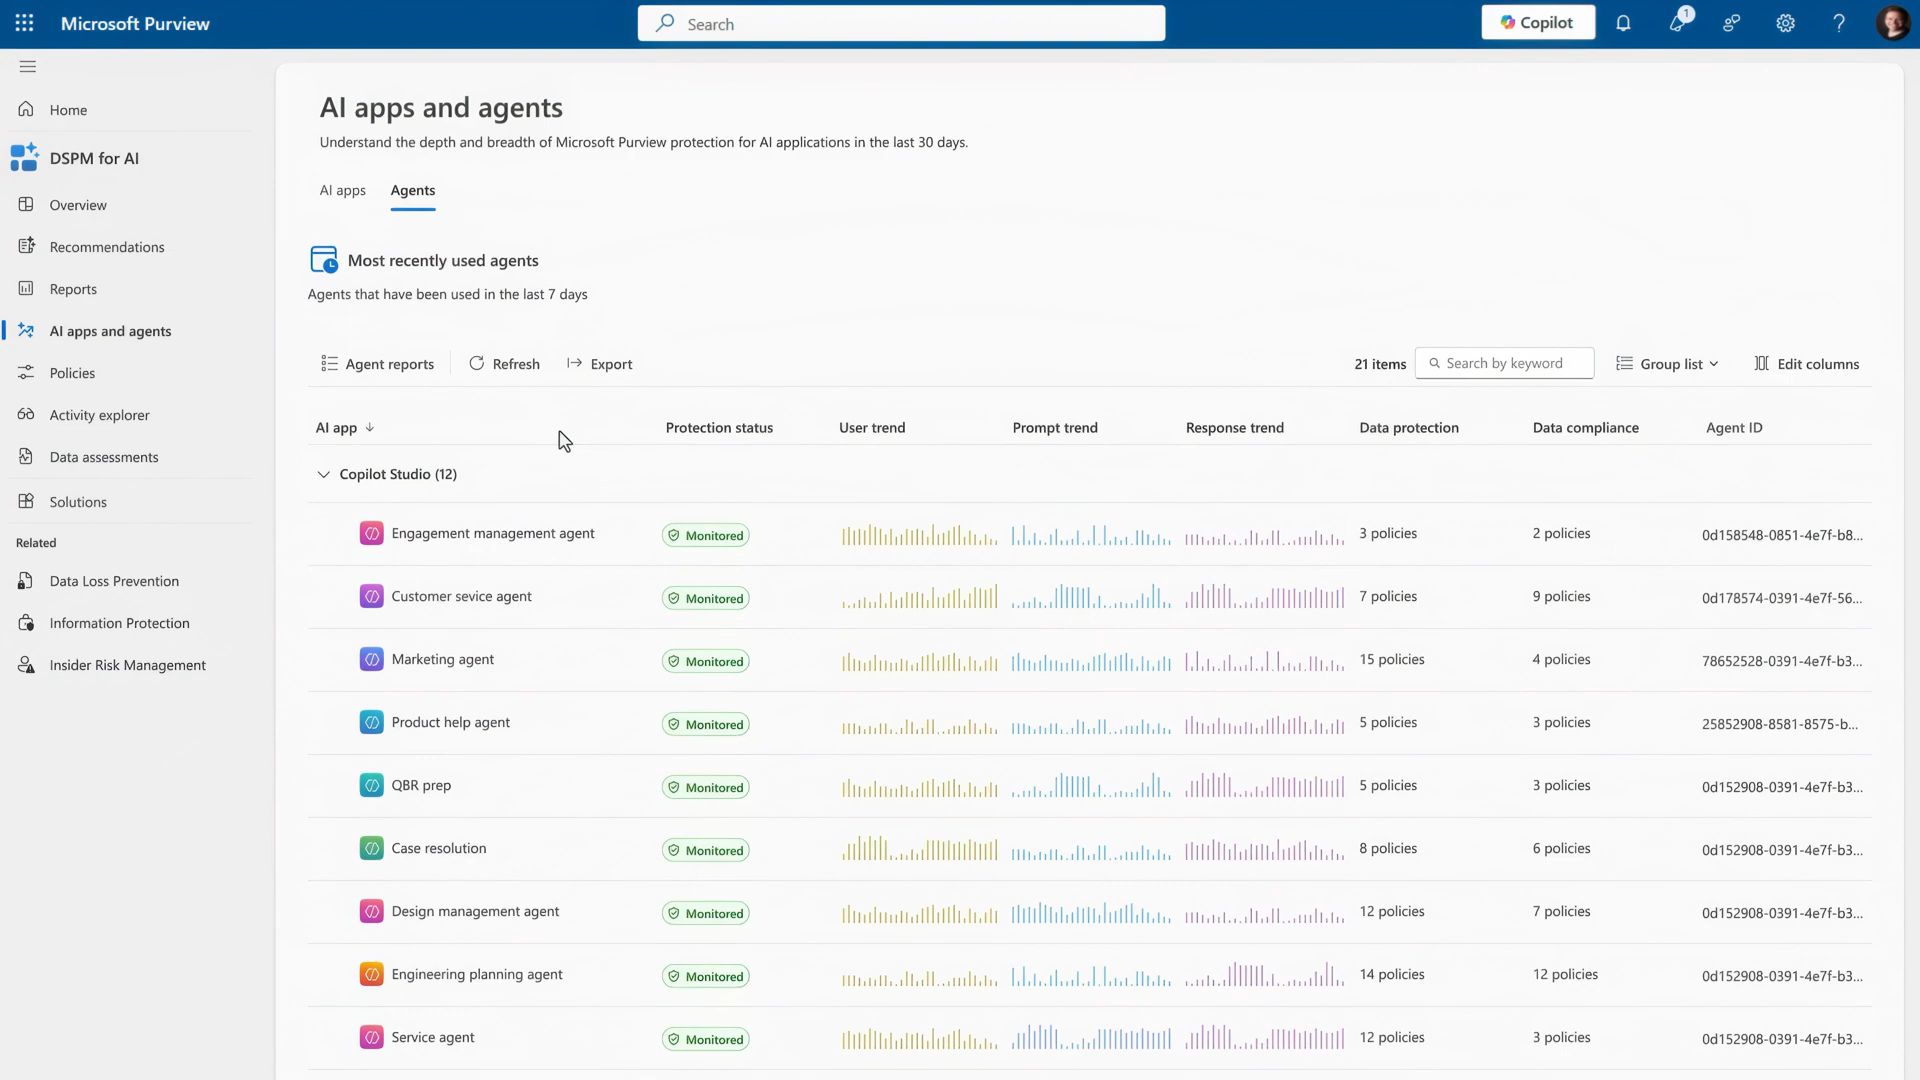 Microsoft Purview
Search
Copilot
1
Home
DSPM for AI
Overview
Recommendations
Reports
AI apps and agents
Policies
Activity explorer
Data assessments
Solutions
Related
Data Loss Prevention
Information Protection
Insider Risk Management
AI apps and agents
Understand the depth and breadth of Microsoft Purview protection for AI applications in the last 30 days.
AI apps Agents
Most recently used agents
Agents that have been used in the last 7 days
Agent reports Refresh Export 21 items Search by keyword Group list Edit columns
AI app Protection status User trend Prompt trend Response trend Data protection Data compliance Agent ID
Copilot Studio (12)
Engagement management agent Monitored 3 policies 2 policies 0d158548-0851-4e7f-b8...
Customer sevice agent Monitored 7 policies 9 policies 0d178574-0391-4e7f-56...
Marketing agent Monitored 15 policies 4 policies 78652528-0391-4e7f-b3...
Product help agent Monitored 5 policies 3 policies 25852908-8581-8575-b...
QBR prep Monitored 5 policies 3 policies 0d152908-0391-4e7f-b3...
Case resolution Monitored 8 policies 6 policies 0d152908-0391-4e7f-b3...
Design management agent Monitored 12 policies 7 policies 0d152908-0391-4e7f-b3...
Engineering planning agent Monitored 14 policies 12 policies 0d152908-0391-4e7f-b3...
Service agent Monitored 12 policies 3 policies 0d152908-0391-4e7f-b3...